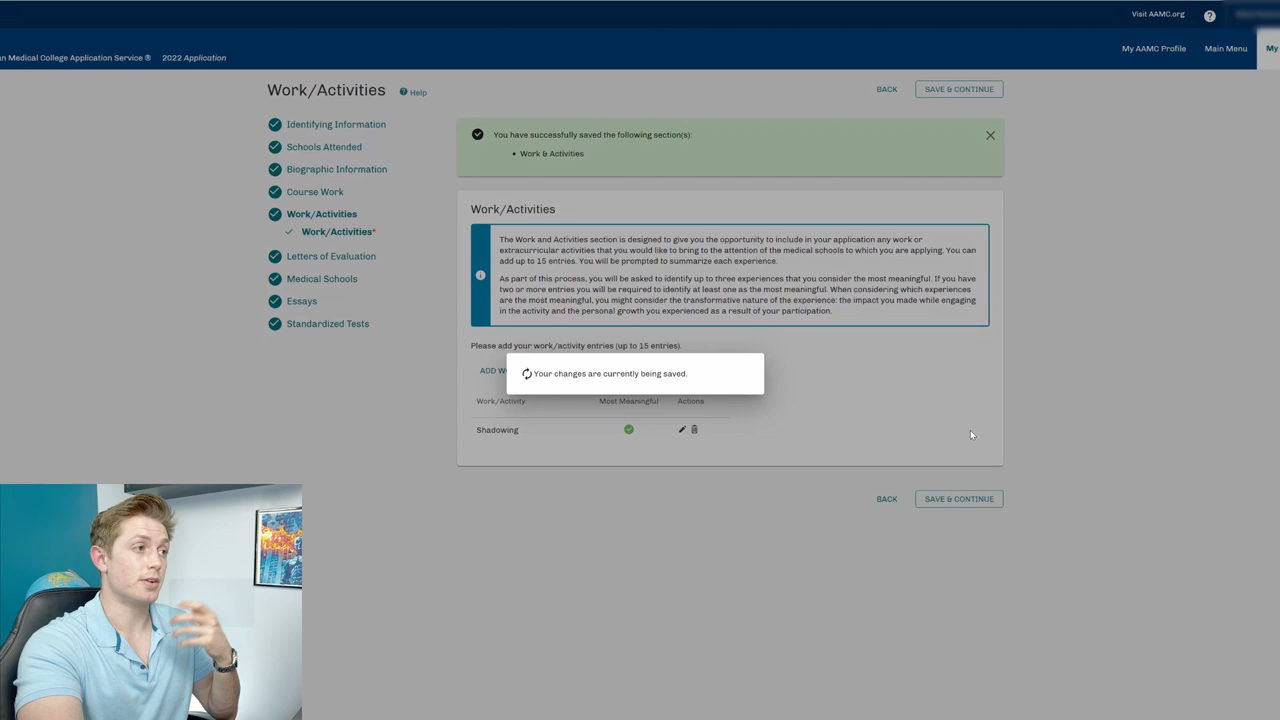 Visit AAMC.org
?
an Medical College Application Service ® 2022 Application
My AAMC Profile
Main Menu
My
Work/Activities
? Help
BACK
SAVE & CONTINUE
Identifying Information
Schools Attended
Biographic Information
Course Work
Work/Activities
Work/Activities*
Letters of Evaluation
Medical Schools
Essays
Standardized Tests
You have successfully saved the following section(s):
• Work & Activities
Work/Activities
The Work and Activities section is designed to give you the opportunity to include in your application any work or
extracurricular activities that you would like to bring to the attention of the medical schools to which you are applying. You can
add up to 15 entries. You will be prompted to summarize each experience.
As part of this process, you will be asked to identify up to three experiences that you consider the most meaningful. If you have
two or more entries you will be required to identify at least one as the most meaningful. When considering which experiences
are the most meaningful, you might consider the transformative nature of the experience: the impact you made while engaging
in the activity and the personal growth you experienced as a result of your participation.
Please add your work/activity entries (up to 15 entries).
ADD W
Your changes are currently being saved.
Work/Activity
Most Meaningful
Actions
Shadowing
BACK
SAVE & CONTINUE